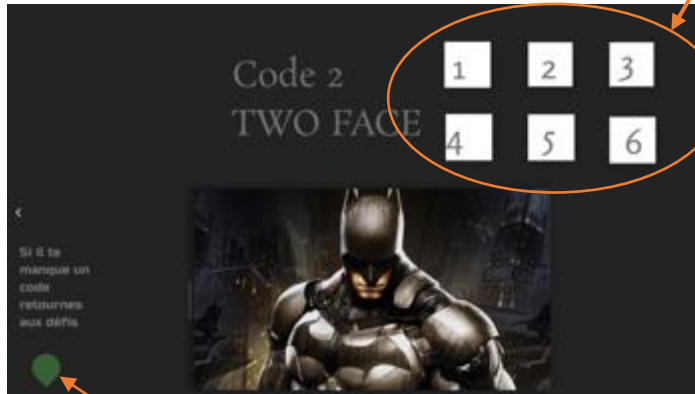 Code 2
TWO FACE
1 2 3
4 5 6
Si il te
manque un
code
retournes
aux défis